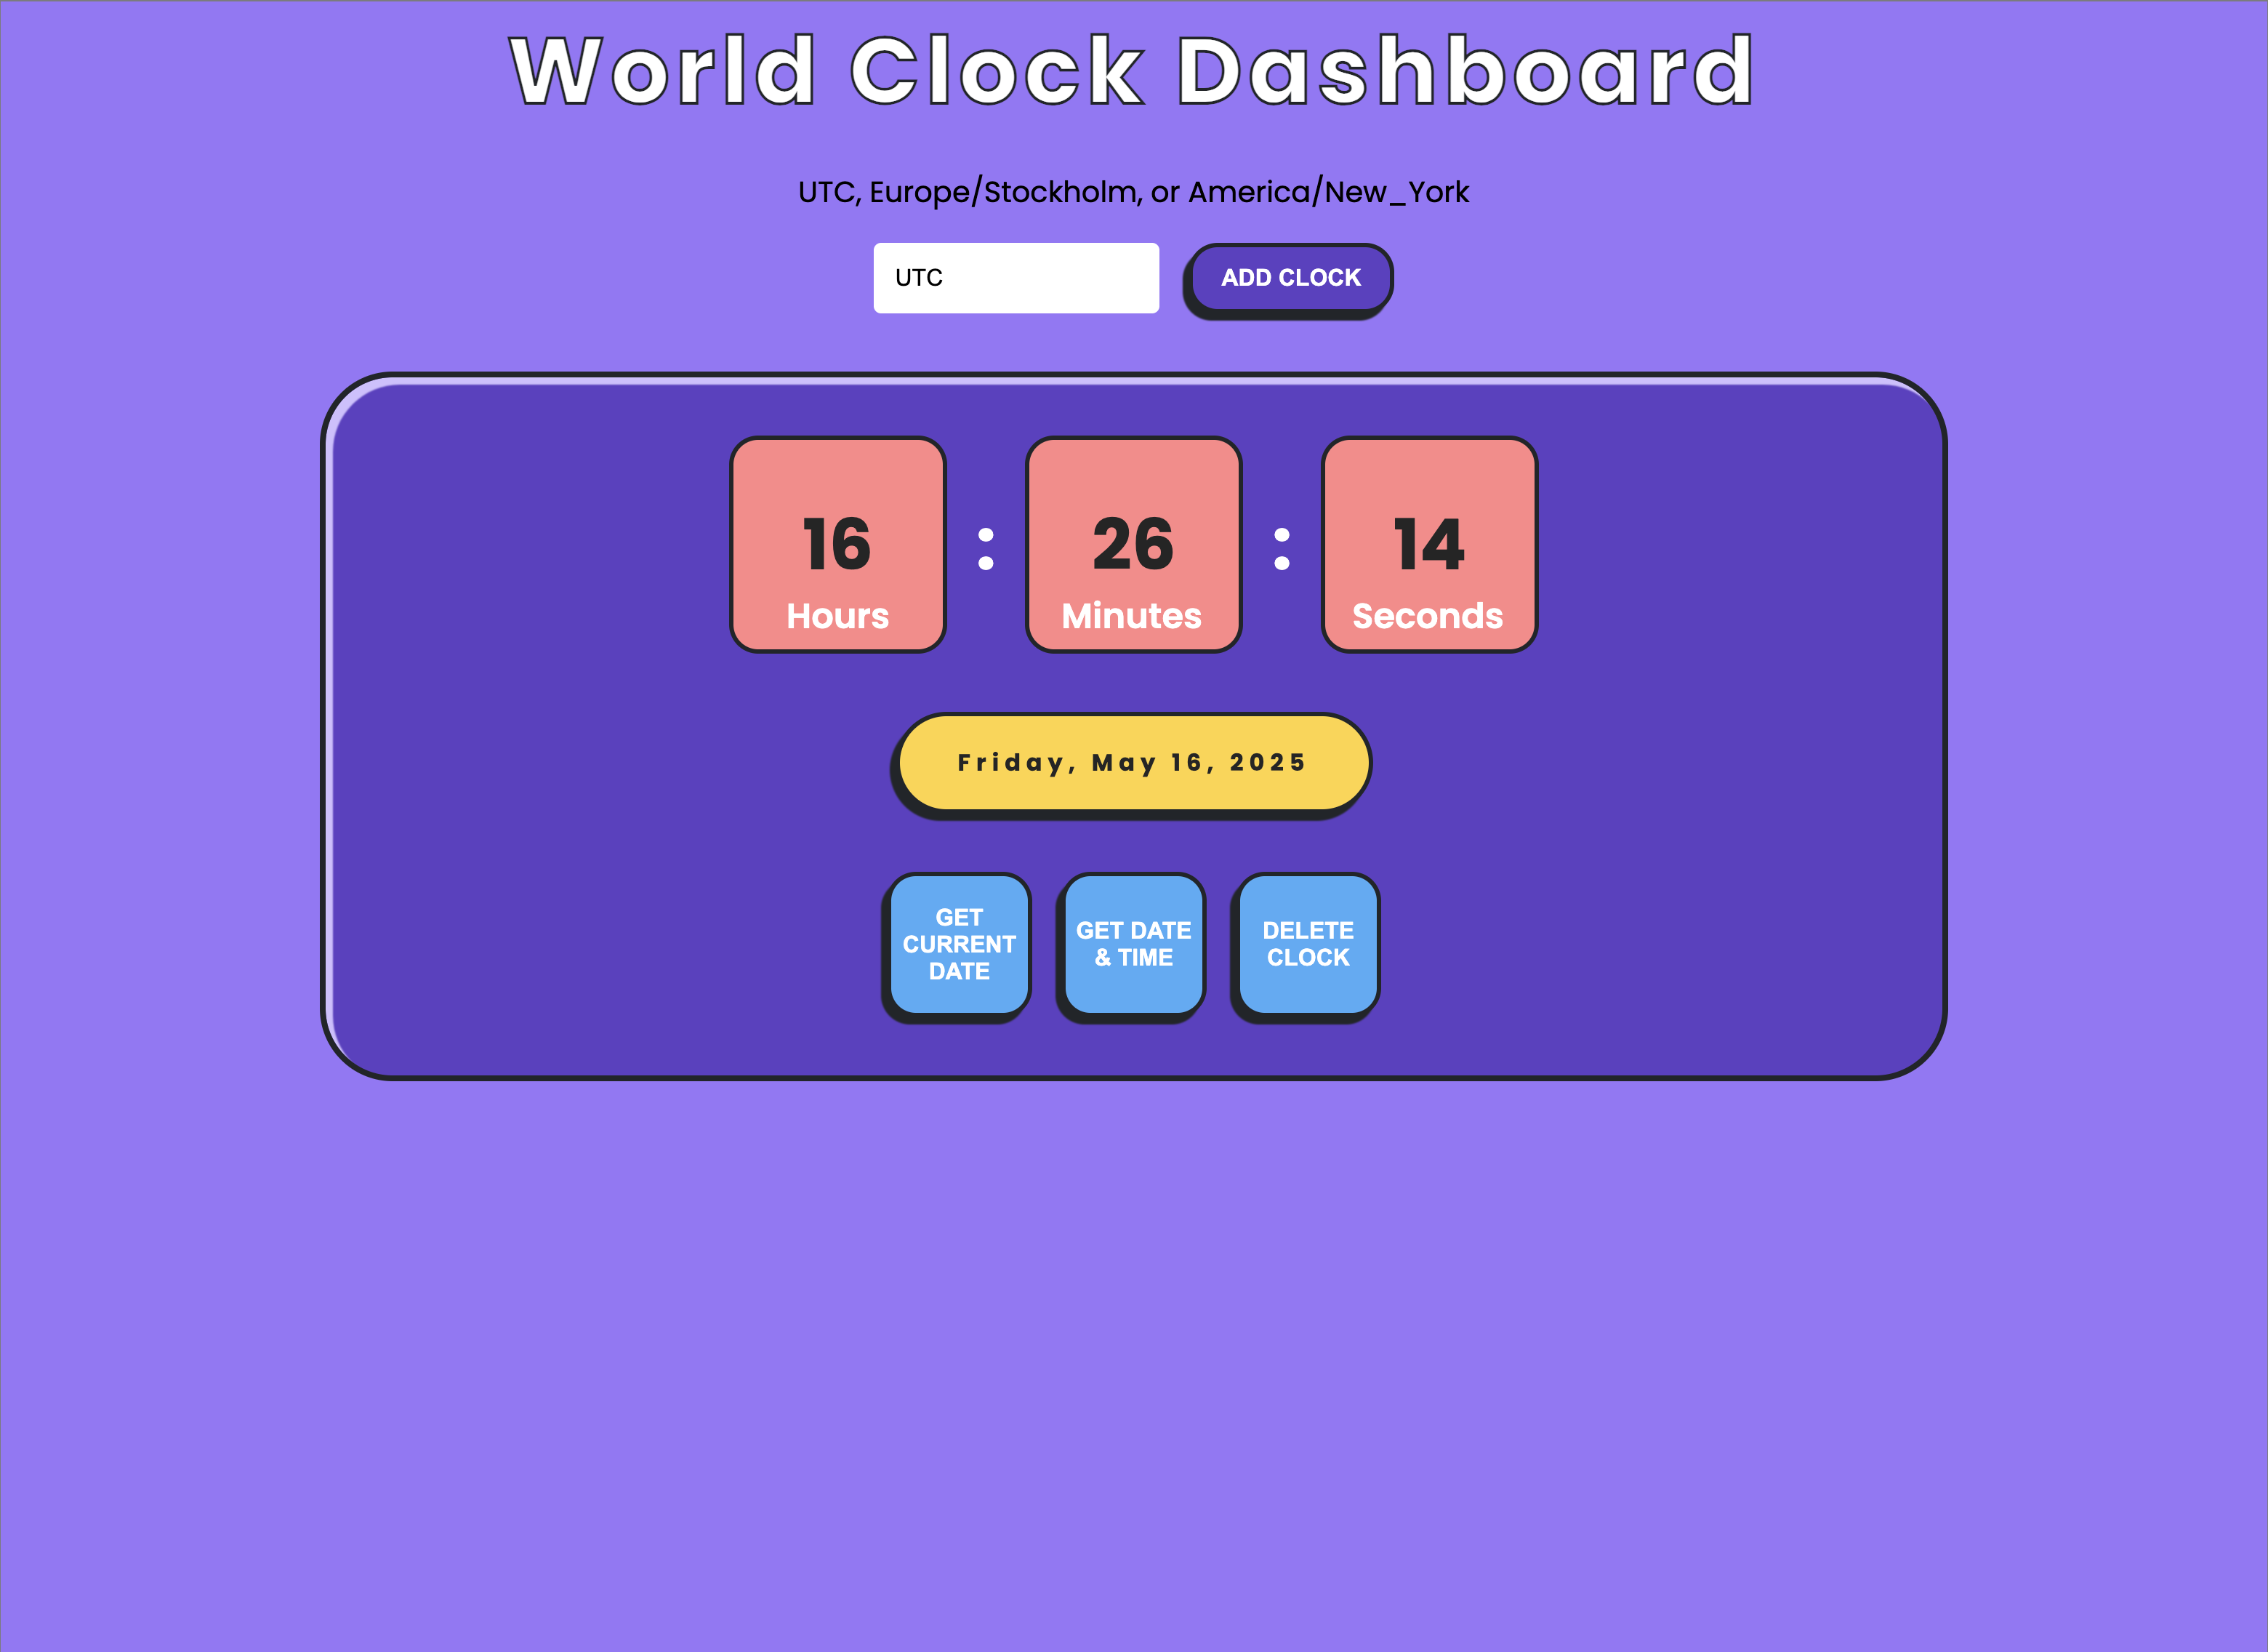 World Clock Dashboard
UTC, Europe/Stockholm, or America/New_York
UTC
ADD CLOCK
16 : 26 : 14
Hours Minutes Seconds
Friday, May 16, 2025
GET
CURRENT
DATE
GET DATE
& TIME
DELETE
CLOCK